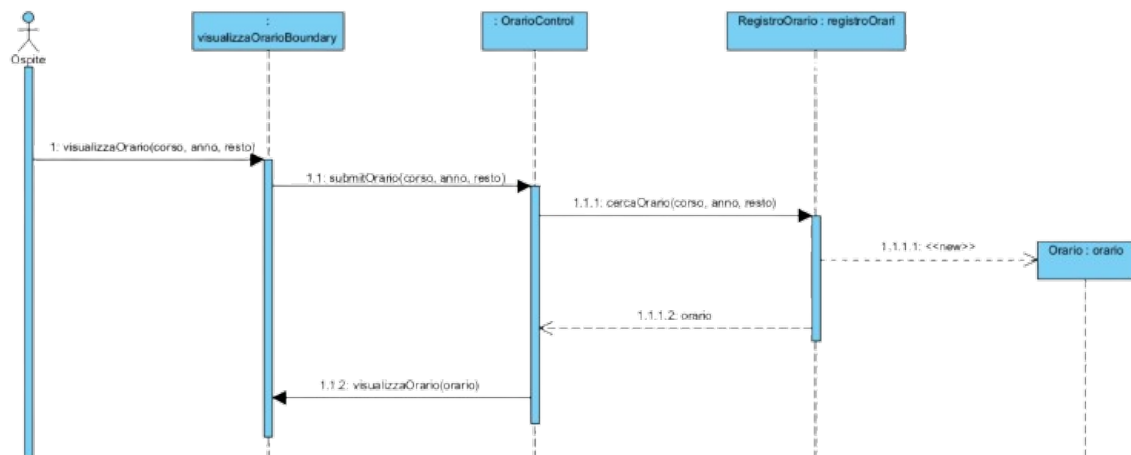 :
visualizzaOrarioBoundary
: OrarioControl
RegistroOrario : registroOrari
Ospite
1: visualizzaOrario(corso, anno, resto)
1.1: submitOrario(corso, anno, resto)
1.1.1: cercaOrario(corso, anno, resto)
1.1.1.1: <<new>>
Orario : orario
1.1.1.2: orario
1.1.2: visualizzaOrario(orario)